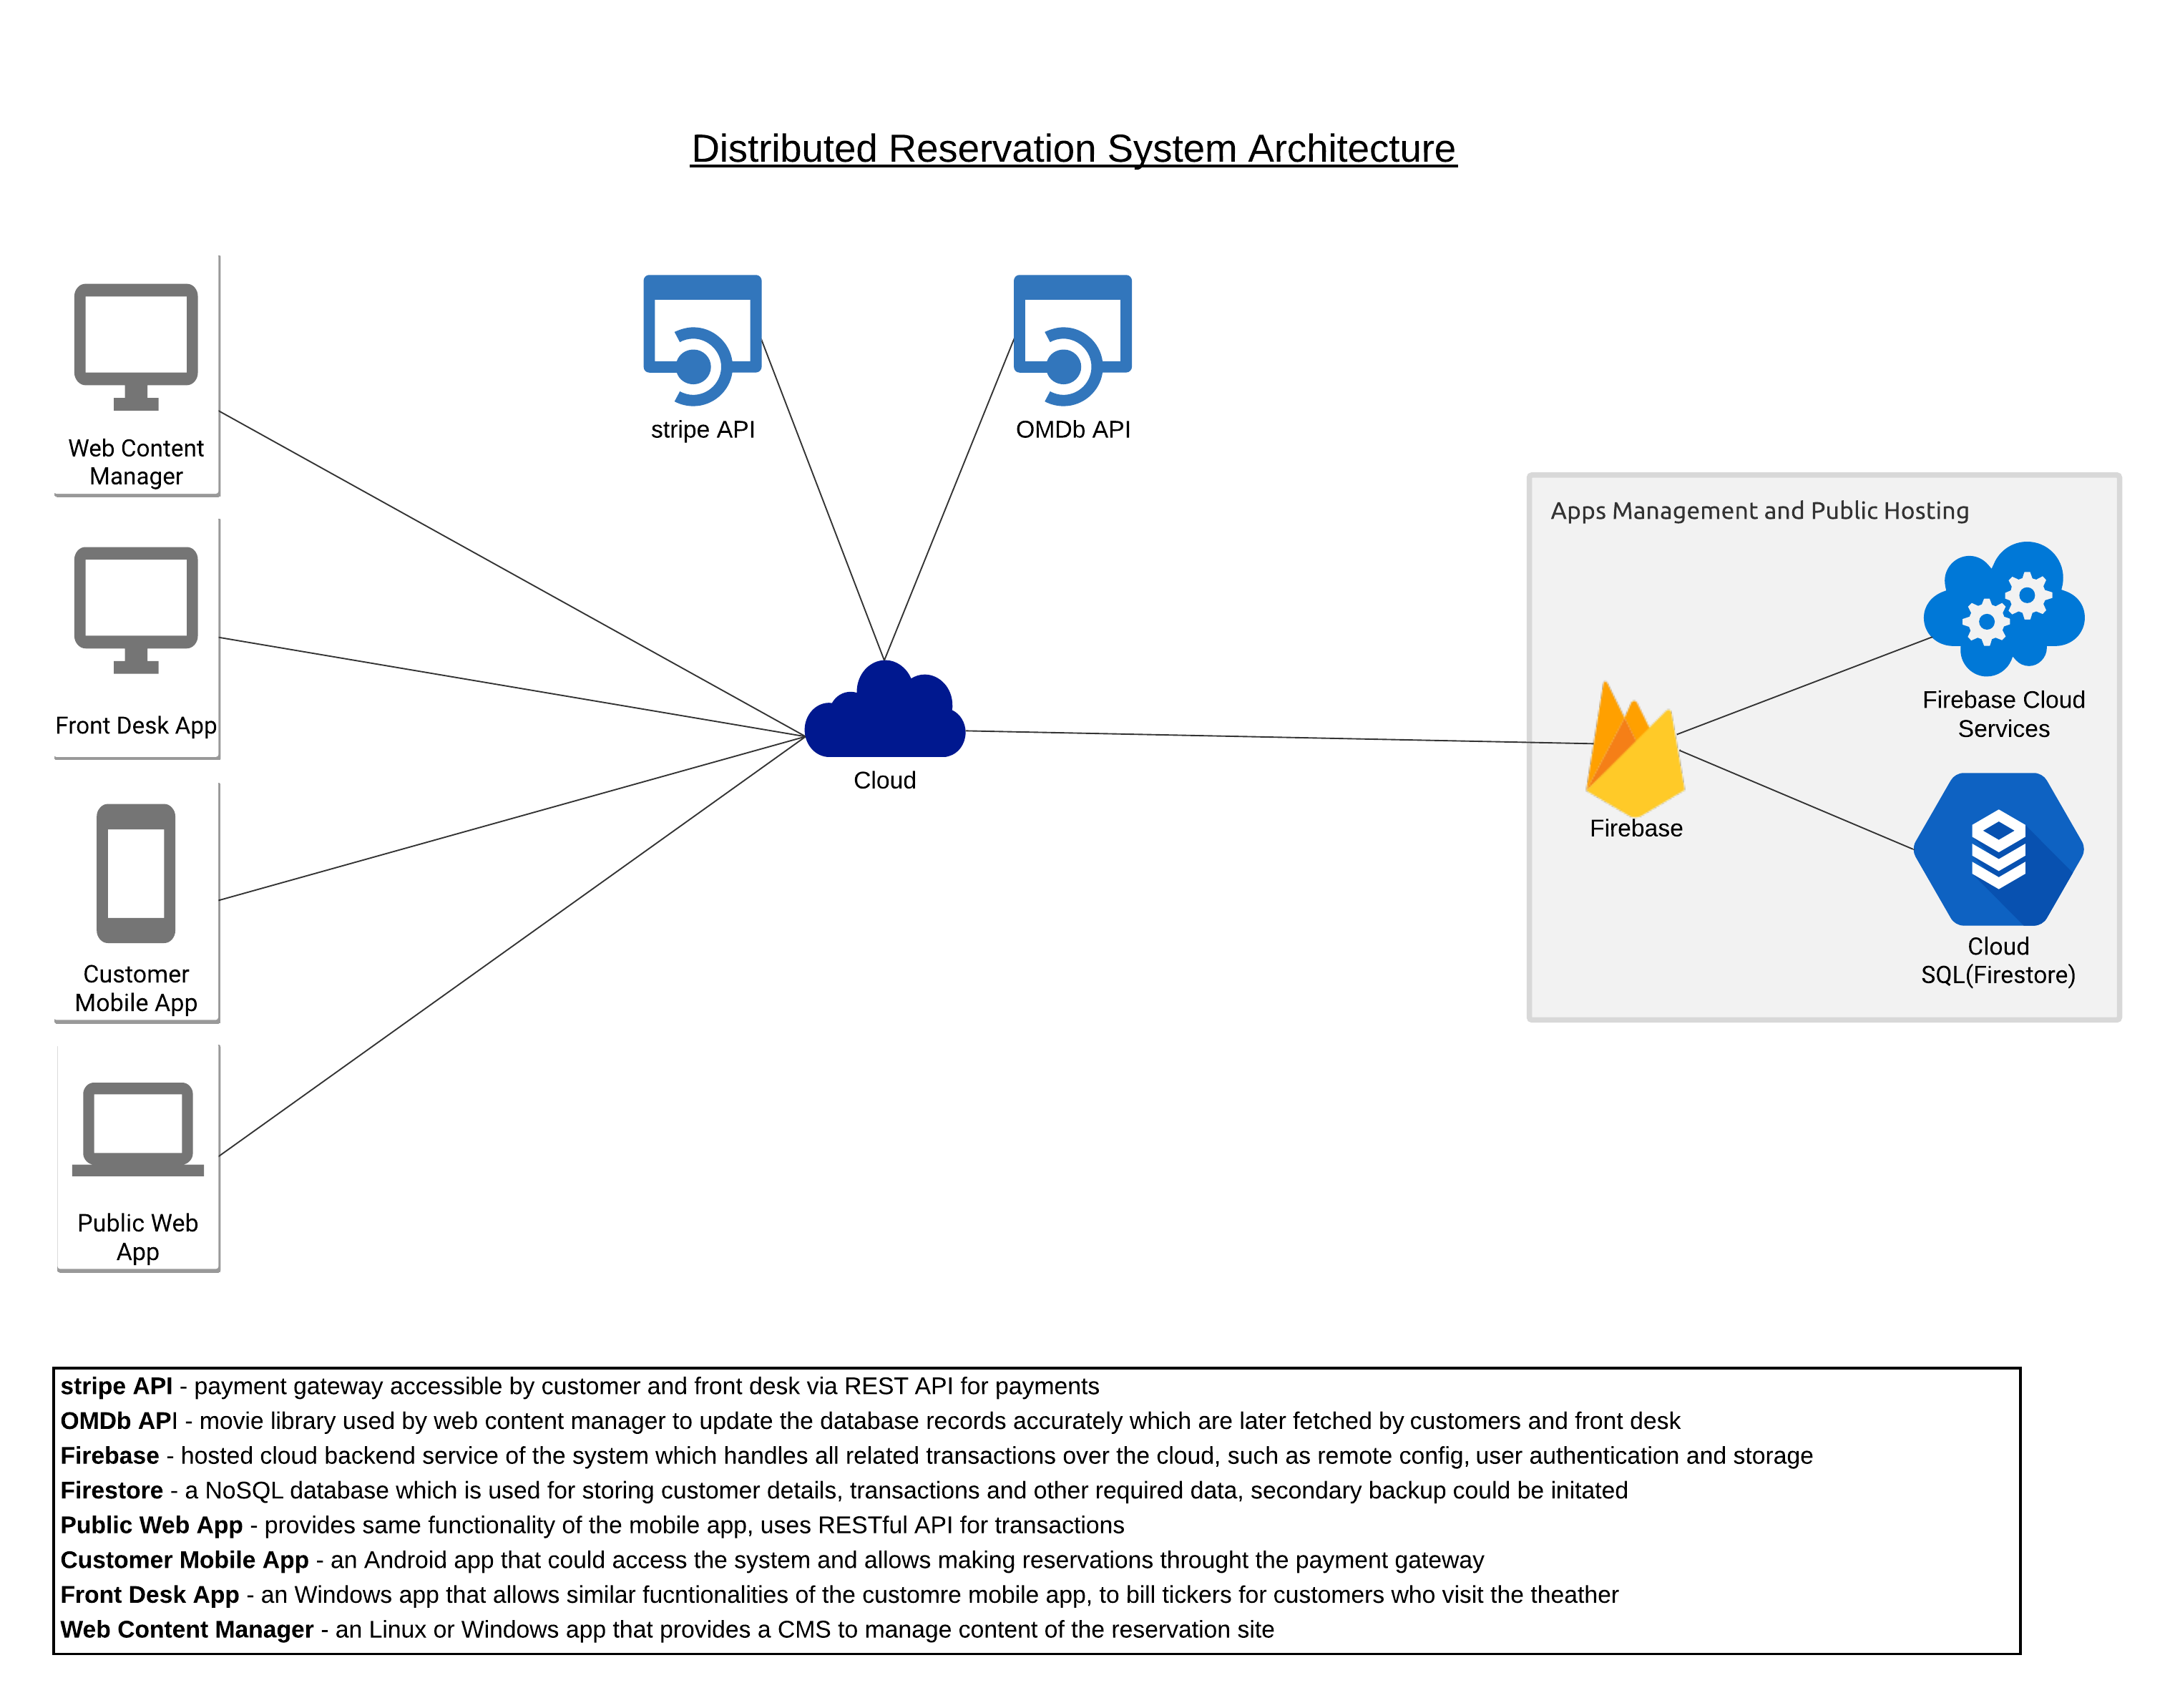 Distributed Reservation System Architecture
Web Content
Manager
stripe API
OMDb API
Front Desk App
Customer
Mobile App
Public Web
App
Cloud
Apps Management and Public Hosting
Firebase
Firebase Cloud
Services
Cloud
SQL(Firestore)
stripe API - payment gateway accessible by customer and front desk via REST API for payments
OMDb API - movie library used by web content manager to update the database records accurately which are later fetched by customers and front desk
Firebase - hosted cloud backend service of the system which handles all related transactions over the cloud, such as remote config, user authentication and storage
Firestore - a NoSQL database which is used for storing customer details, transactions and other required data, secondary backup could be initated
Public Web App - provides same functionality of the mobile app, uses RESTful API for transactions
Customer Mobile App - an Android app that could access the system and allows making reservations throught the payment gateway
Front Desk App - an Windows app that allows similar fucntionalities of the customre mobile app, to bill tickers for customers who visit the theather
Web Content Manager - an Linux or Windows app that provides a CMS to manage content of the reservation site